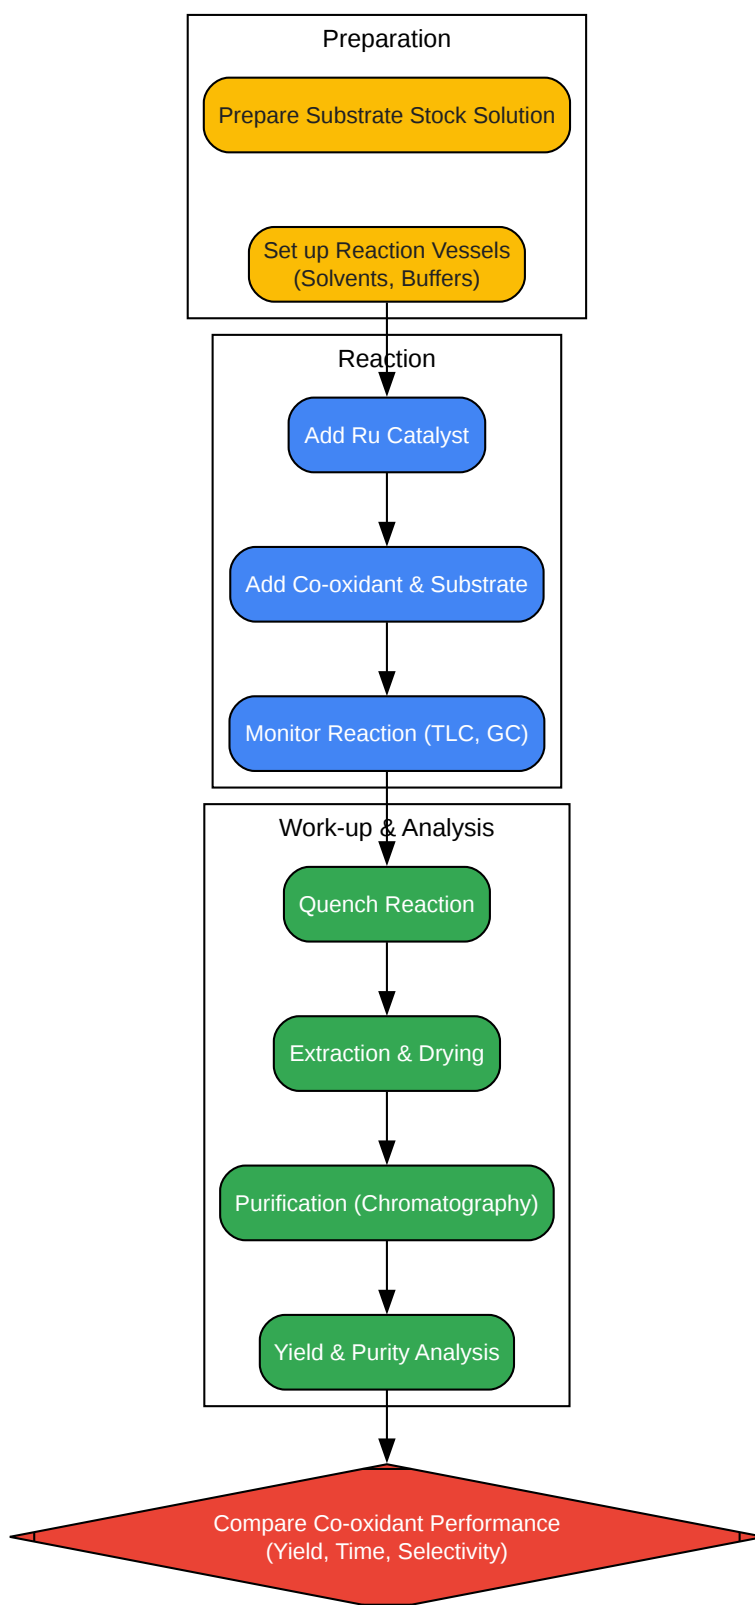 Preparation
Prepare Substrate Stock Solution
Set up Reaction Vessels
(Solvents, Buffers)
Reaction
Add Ru Catalyst
Add Co-oxidant & Substrate
Monitor Reaction (TLC, GC)
Work-up & Analysis
Quench Reaction
Extraction & Drying
Purification (Chromatography)
Yield & Purity Analysis
Compare Co-oxidant Performance
(Yield, Time, Selectivity)